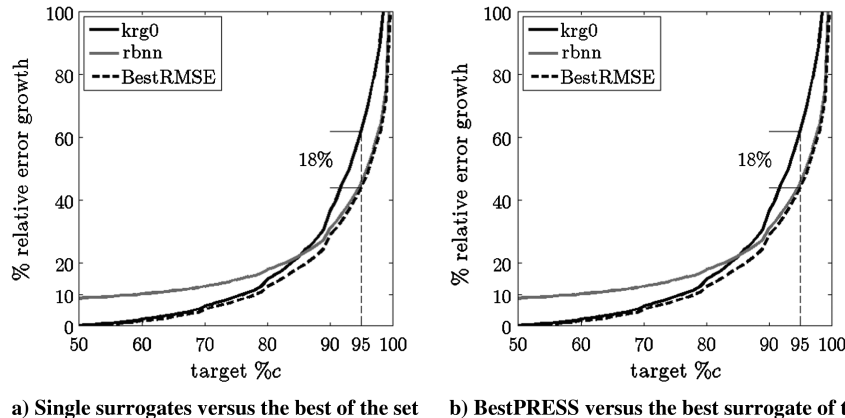 100
80
60
40
20
10
0
% relative error growth
krg0
rbnn
BestRMSE
18%
50 60 70 80 90 95 100
target %c
a) Single surrogates versus the best of the set
100
80
60
40
20
10
0
% relative error growth
krg0
rbnn
BestRMSE
18%
50 60 70 80 90 95 100
target %c
b) BestPRESS versus the best surrogate of